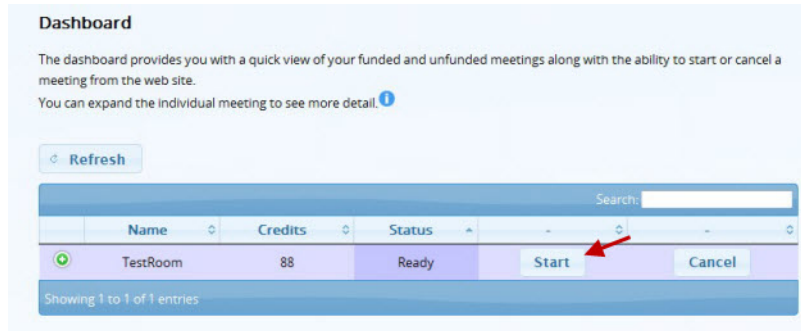 Dashboard
The dashboard provides you with a quick view of your funded and unfunded meetings along with the ability to start or cancel a
meeting from the web site.
You can expand the individual meeting to see more detail.
Refresh
Search:
Name Credits Status - -
TestRoom 88 Ready Start Cancel
Showing 1 to 1 of 1 entries